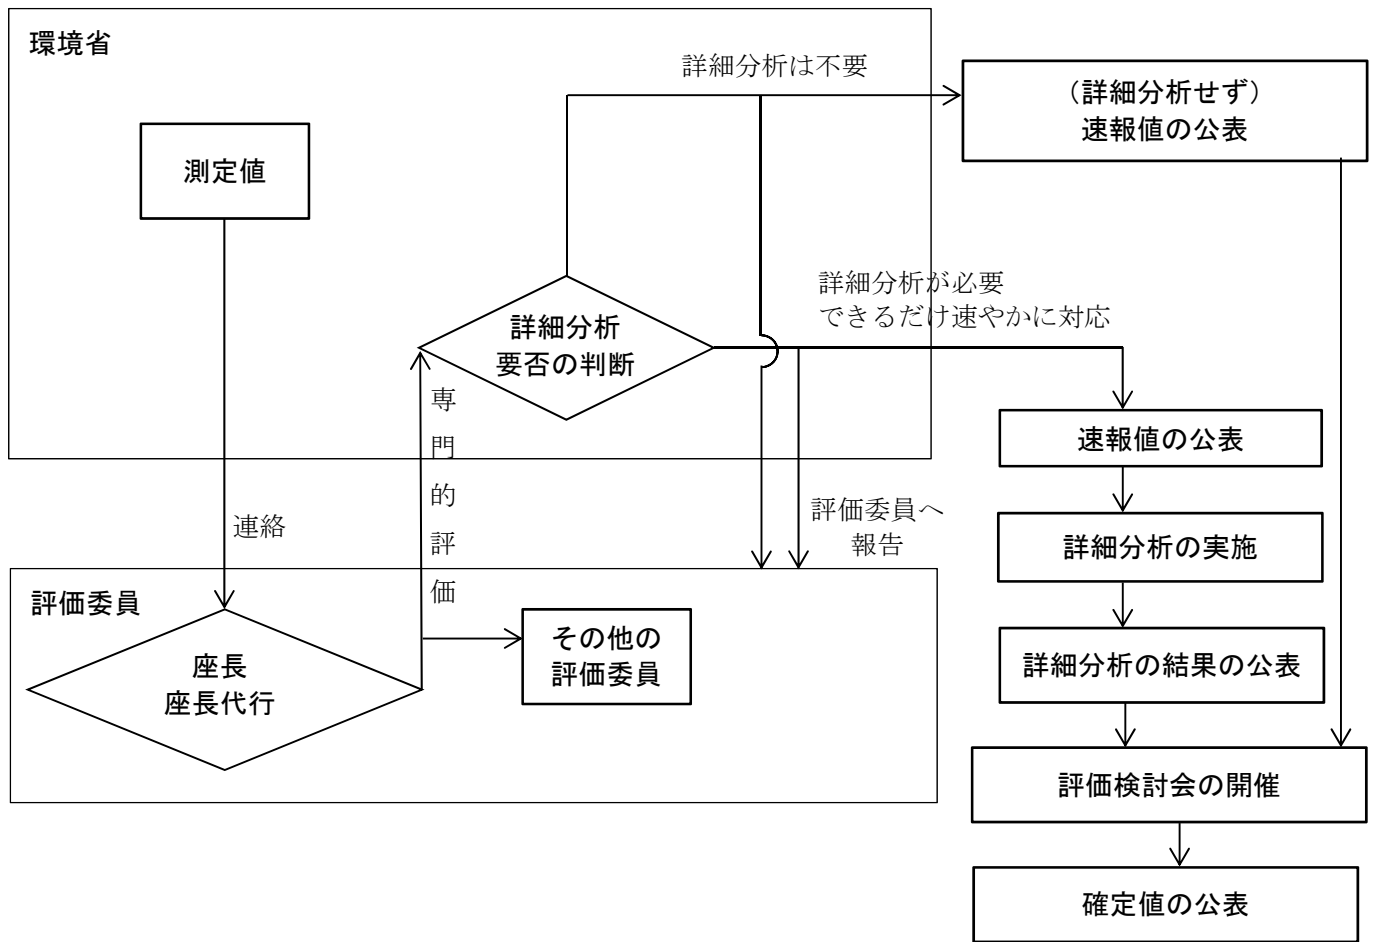 環境省
詳細分析は不要
（詳細分析せず）
速報値の公表
測定値
詳細分析が必要
できるだけ速やかに対応
詳細分析
要否の判断
専門的評価
速報値の公表
連絡
評価委員へ
報告
詳細分析の実施
評価委員
座長
座長代行
その他の
評価委員
詳細分析の結果の公表
評価検討会の開催
確定値の公表